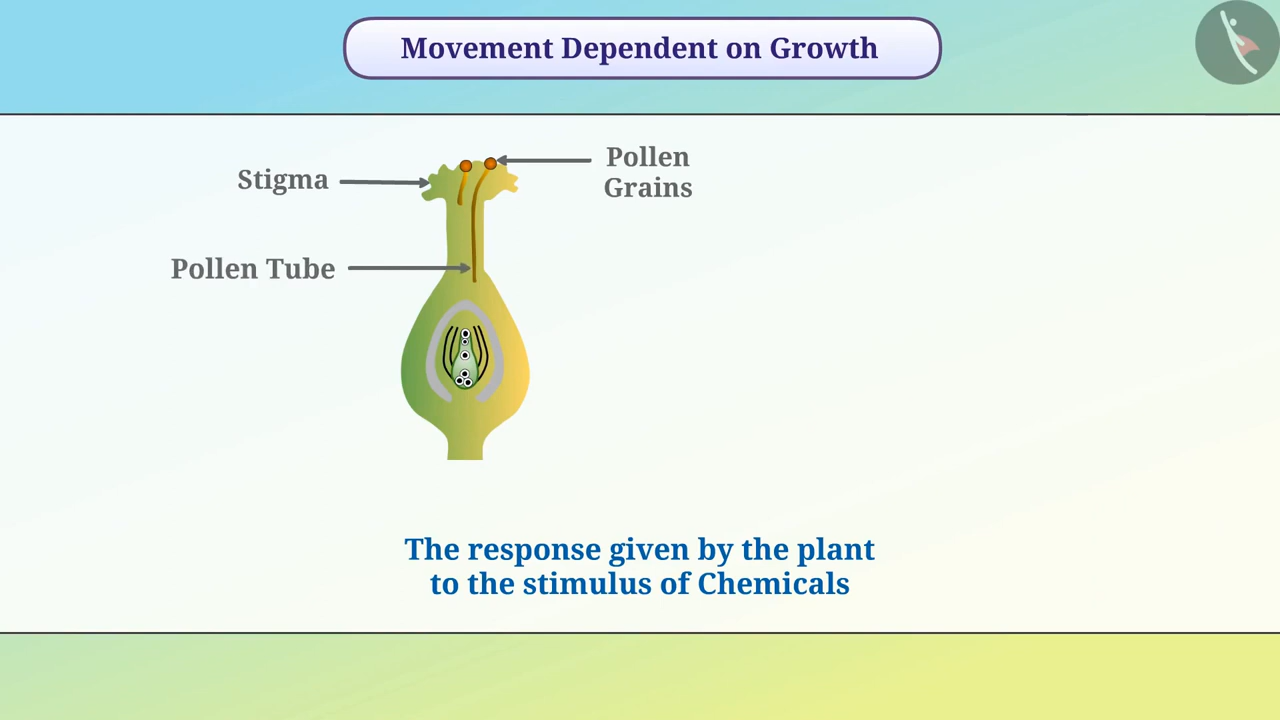 Movement Dependent on Growth
Pollen
Grains
Stigma
Pollen Tube
The response given by the plant
to the stimulus of Chemicals